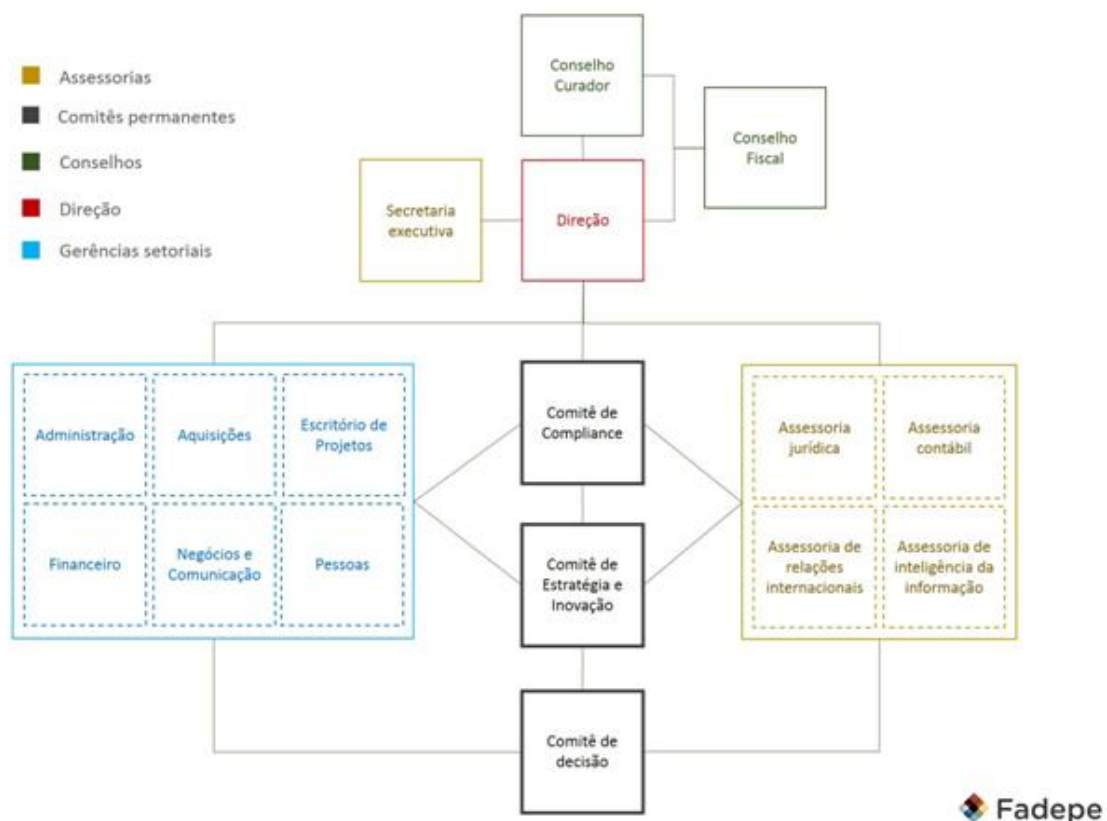 Assessorias
Comitês permanentes
Conselhos
Direção
Gerências setoriais
Conselho
Curador
Conselho
Fiscal
Secretaria
executiva
Direção
Administração
Aquisições
Escritório de
Projetos
Financeiro
Negócios e
Comunicação
Pessoas
Comitê de
Compliance
Comitê de
Estratégia e
Inovação
Comitê de
decisão
Assessoria
jurídica
Assessoria
contábil
Assessoria de
relações
internacionais
Assessoria de
inteligência da
informação
Fadepe